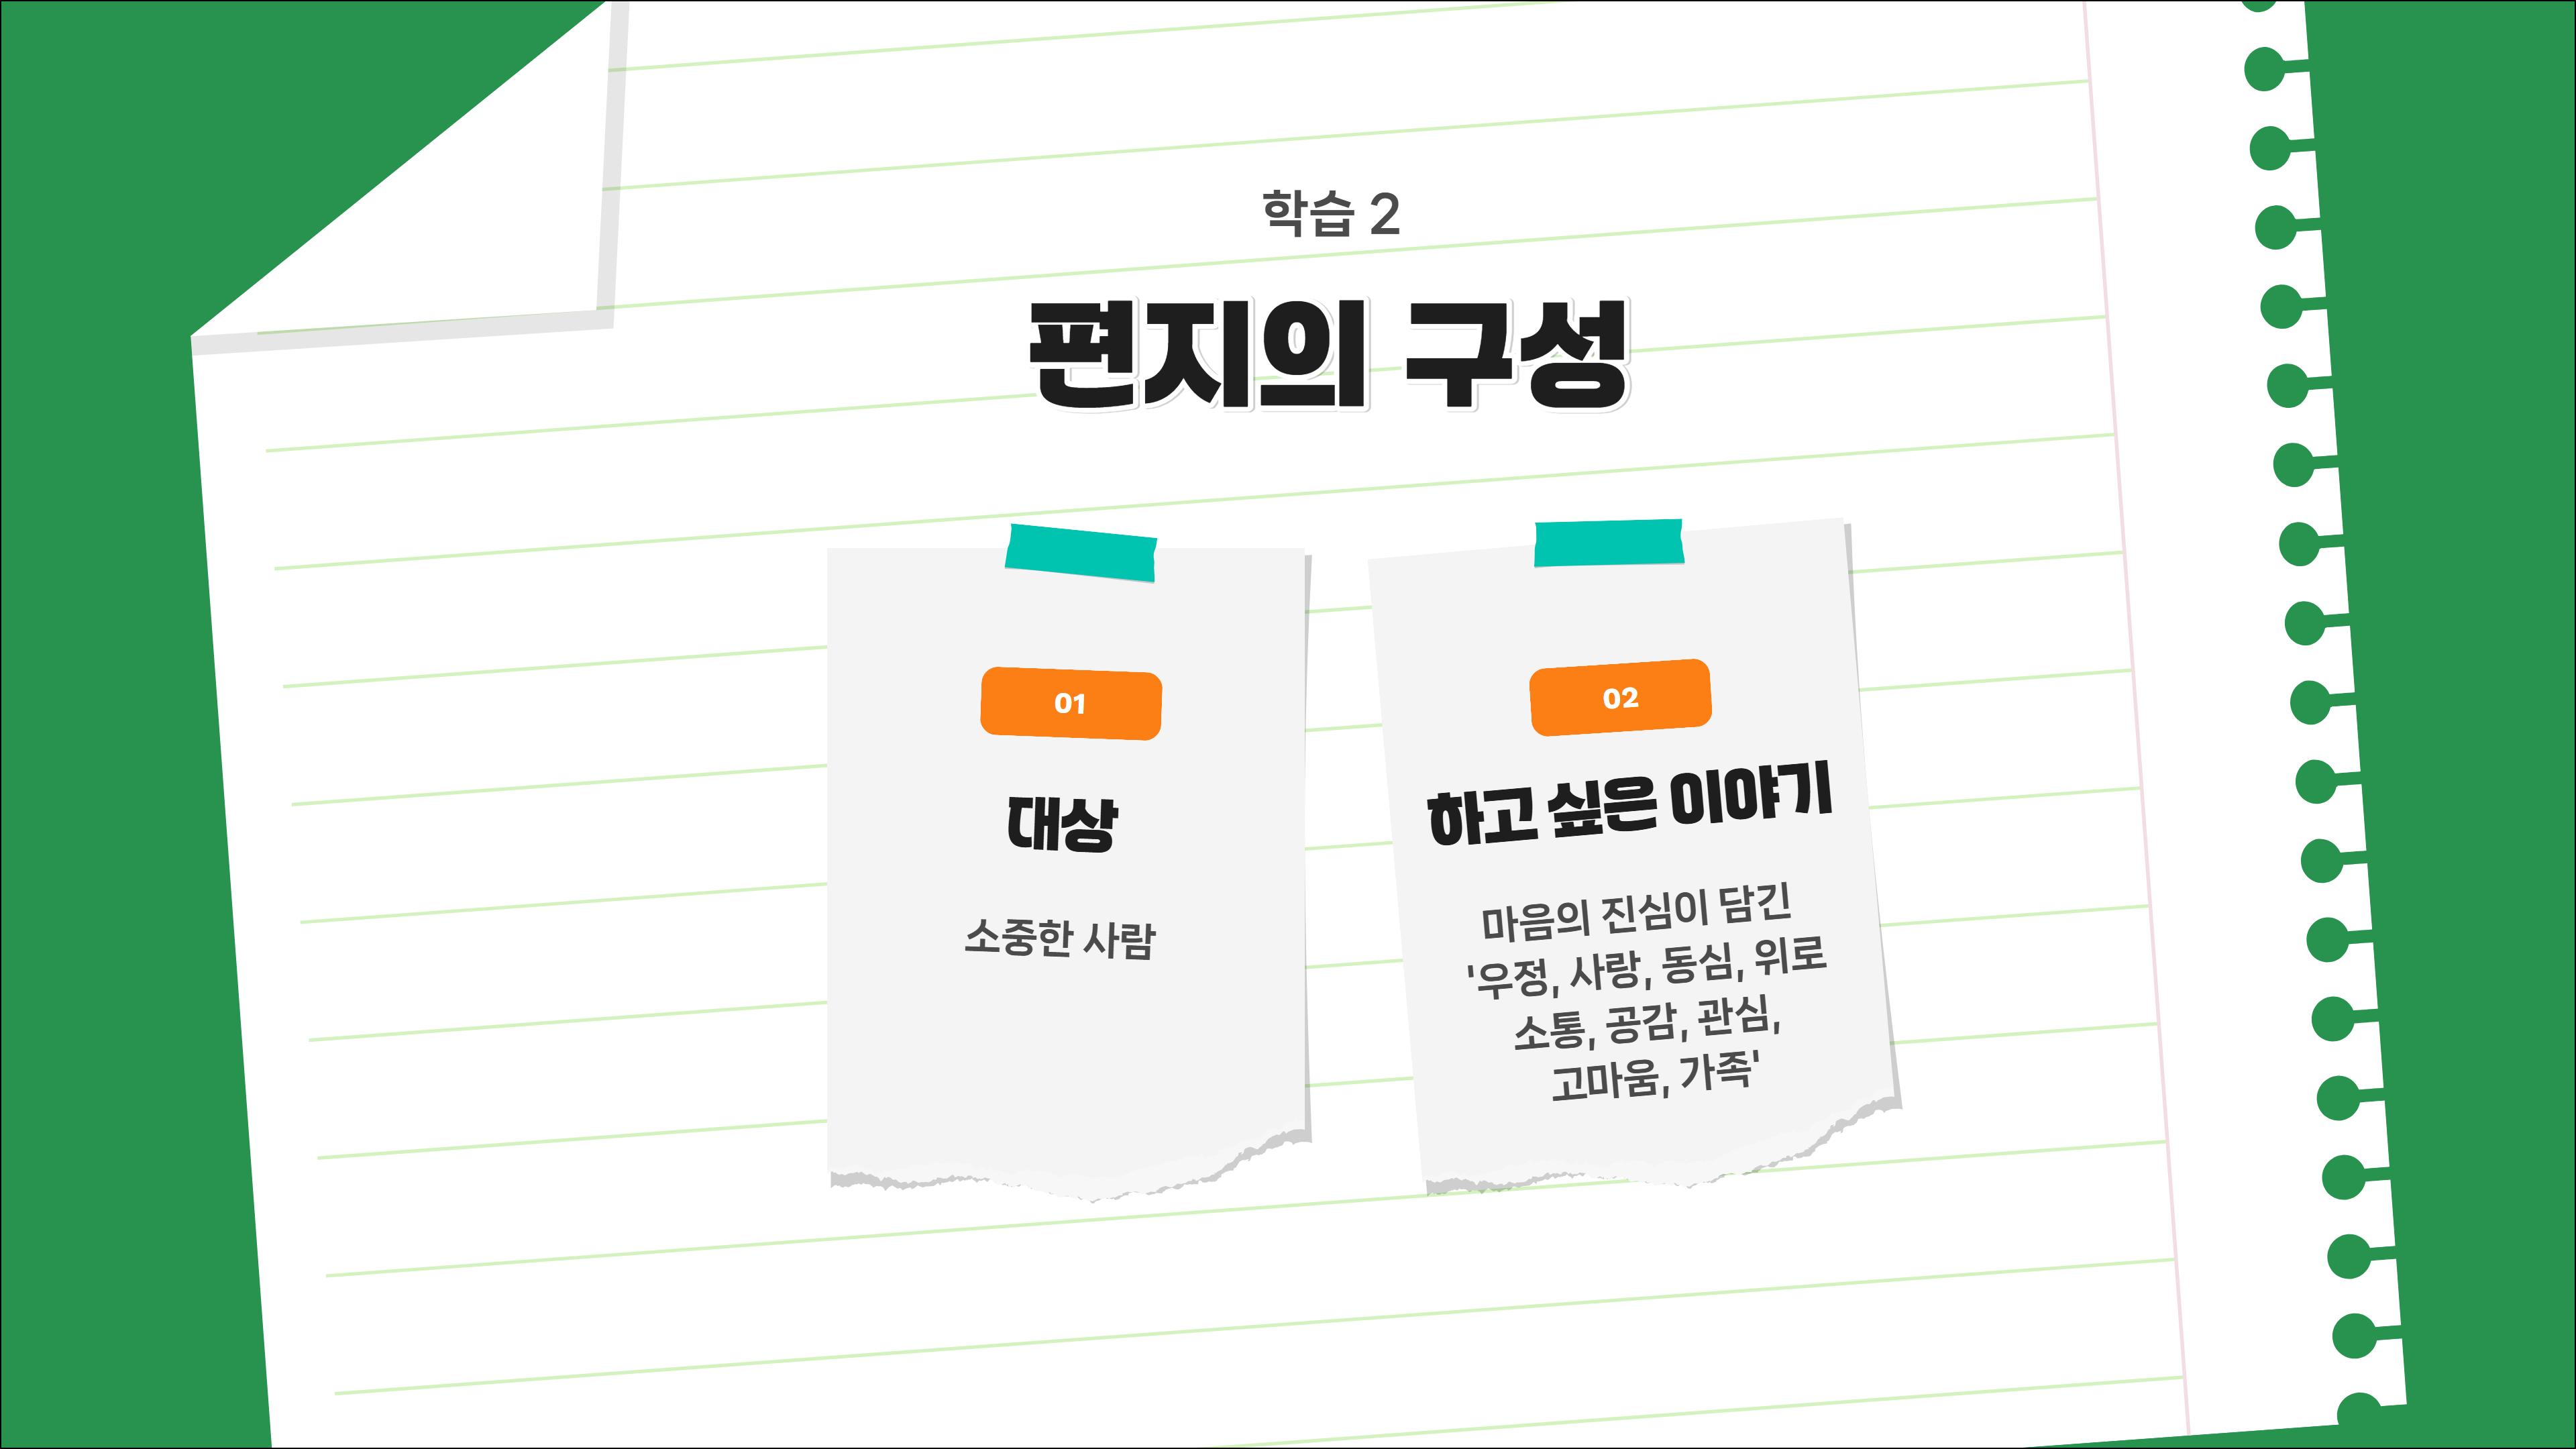 학습 2
편지의 구성
01
대상
소중한 사람
02
하고 싶은 이야기
마음의 진심이 담긴
'우정, 사랑, 동심, 위로
소통, 공감, 관심,
고마움, 가족'